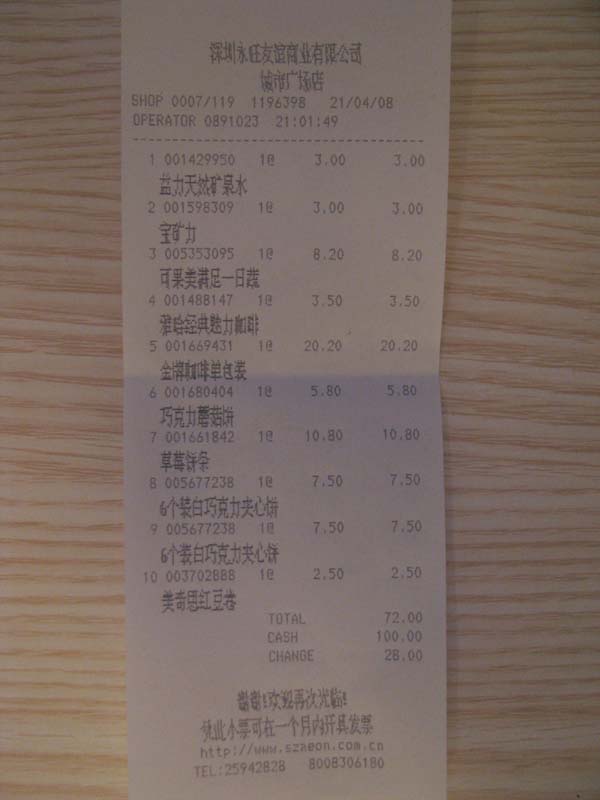 深圳永旺友谊商业有限公司
城市广场店
SHOP 0007/119 1196398 21/04/08
OPERATOR 0891023 21:01:49
--------------------------------
1 001429950 1@ 3.00 3.00
益力天然矿泉水
2 001598309 1@ 3.00 3.00
宝矿力
3 005353095 1@ 8.20 8.20
可果美满足一日蔬
4 001488147 1@ 3.50 3.50
雅哈经典魅力咖啡
5 001669431 1@ 20.20 20.20
金牌咖啡单包装
6 001680404 1@ 5.80 5.80
巧克力蘑菇饼
7 001661842 1@ 10.80 10.80
草莓饼条
8 005677238 1@ 7.50 7.50
6个装白巧克力夹心饼
9 005677238 1@ 7.50 7.50
6个装白巧克力夹心饼
10 003702888 1@ 2.50 2.50
美奇思红豆卷
TOTAL 72.00
CASH 100.00
CHANGE 28.00
谢谢!欢迎再次光临!
凭此小票可在一个月内开具发票
http://www.szaeon.com.cn
TEL:25942828 8008306180